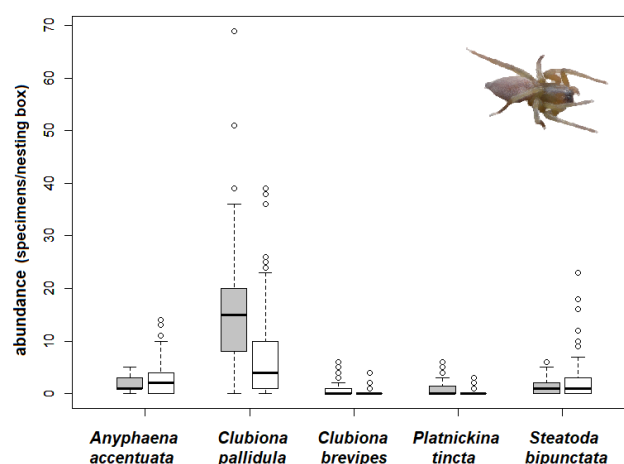 abundance (specimens/nesting box)
70
60
50
40
30
20
10
0
Anyphaena accentuata
Clubiona pallidula
Clubiona brevipes
Platnickina tincta
Steatoda bipunctata